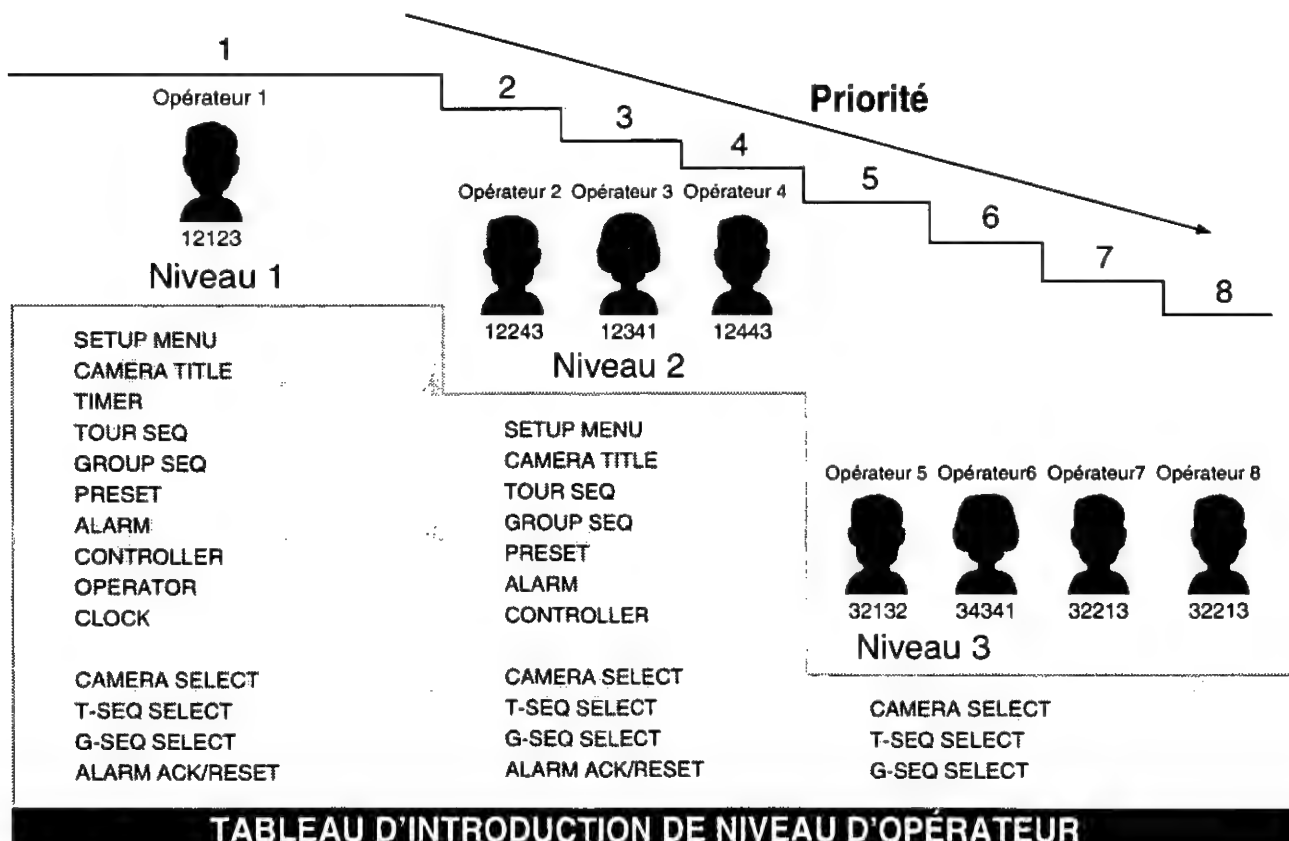 1
2
3
4
5
6
7
8
Priorité
Opérateur 1
12123
Niveau 1
Opérateur 2 Opérateur 3 Opérateur 4
12243 12341 12443
Niveau 2
Opérateur 5 Opérateur6 Opérateur7 Opérateur 8
32132 34341 32213 32213
Niveau 3
SETUP MENU
CAMERA TITLE
TIMER
TOUR SEQ
GROUP SEQ
PRESET
ALARM
CONTROLLER
OPERATOR
CLOCK
CAMERA SELECT
T-SEQ SELECT
G-SEQ SELECT
ALARM ACK/RESET
SETUP MENU
CAMERA TITLE
TOUR SEQ
GROUP SEQ
PRESET
ALARM
CONTROLLER
CAMERA SELECT
T-SEQ SELECT
G-SEQ SELECT
ALARM ACK/RESET
CAMERA SELECT
T-SEQ SELECT
G-SEQ SELECT
TABLEAU D'INTRODUCTION DE NIVEAU D'OPÉRATEUR